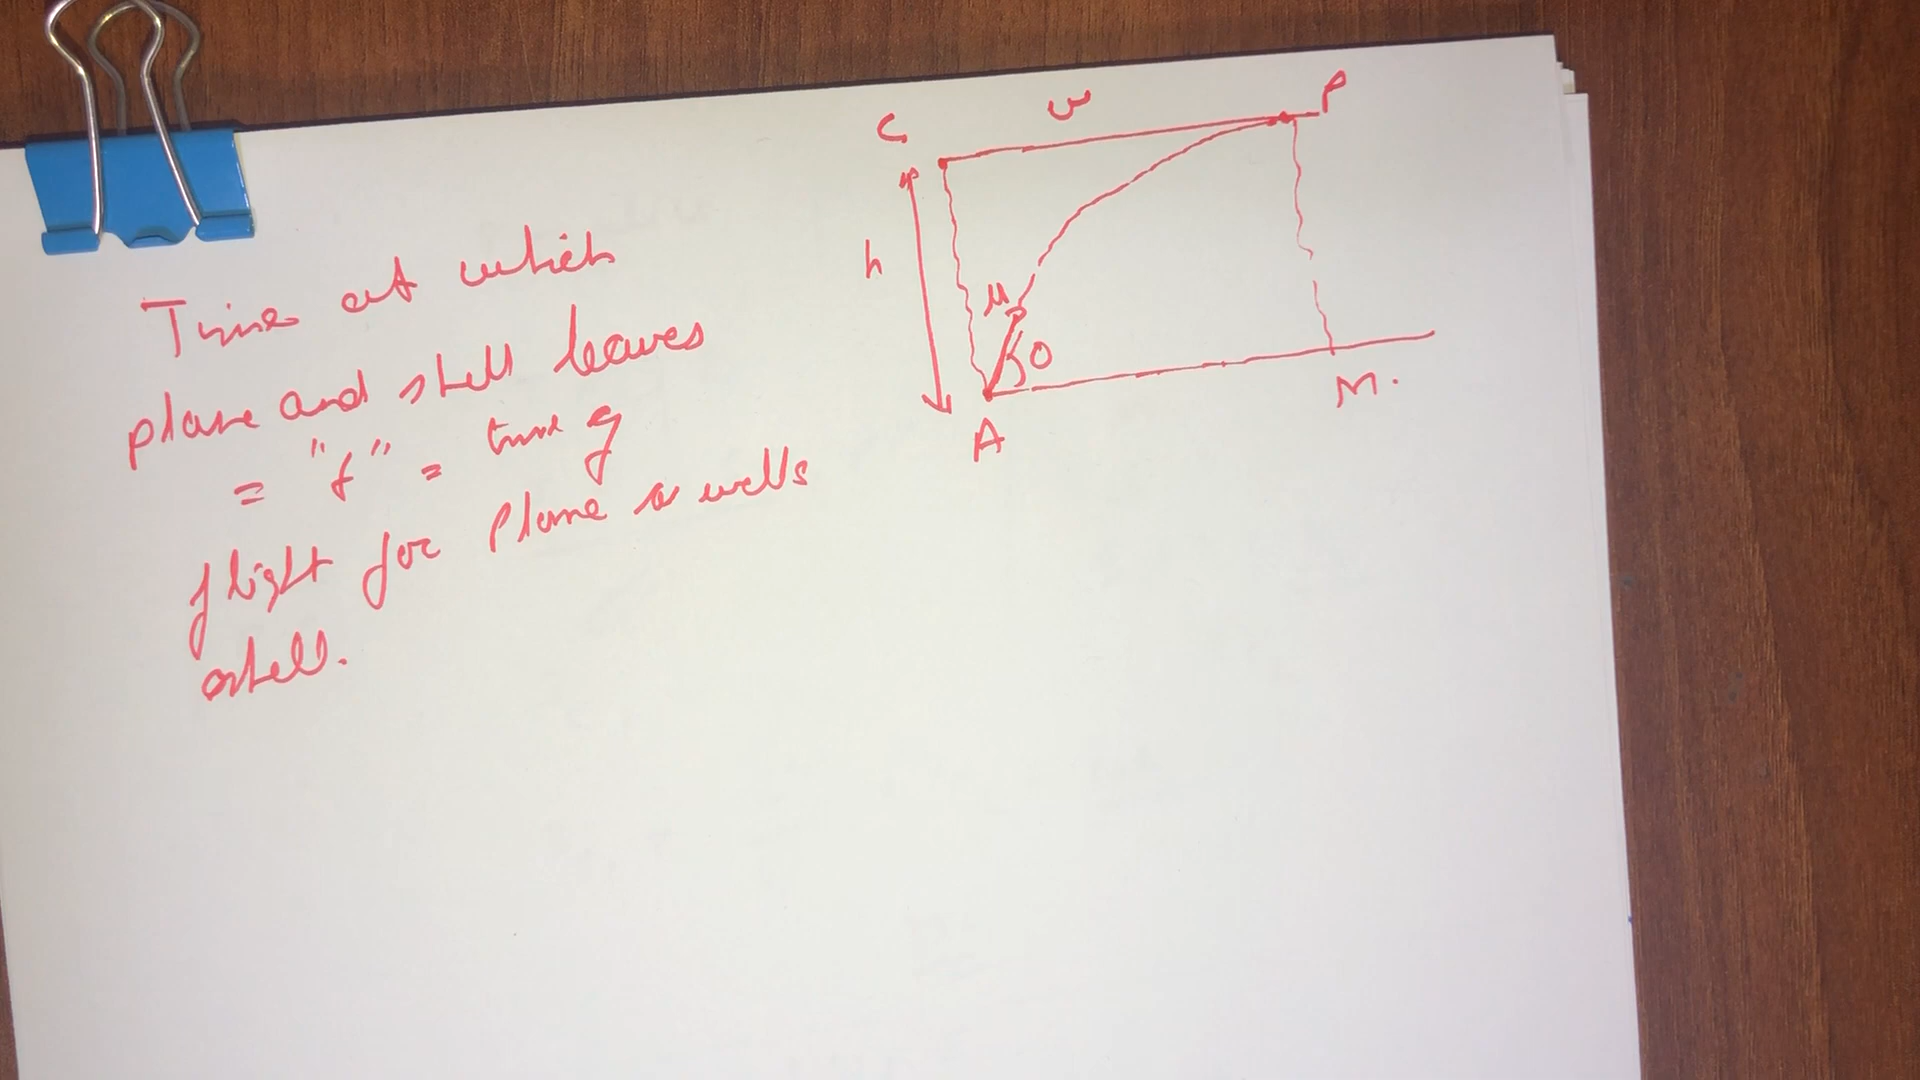 Time at which
plane and shell leaves
= "t" = time of
flight for plane as wells
shell.
C
v
P
h
u
θ
A
M.